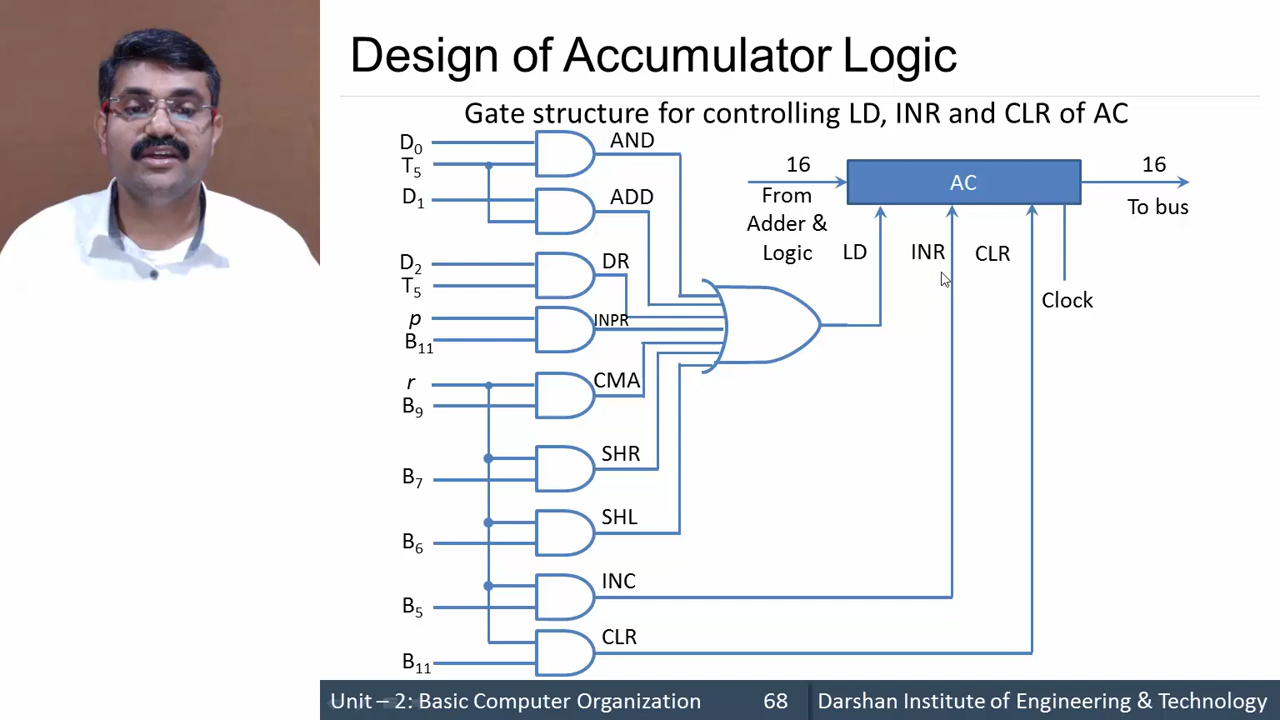 Design of Accumulator Logic
Gate structure for controlling LD, INR and CLR of AC
D0
AND
T5
D1
ADD
D2
DR
T5
p
INPR
B11
r
CMA
B9
SHR
B7
SHL
B6
INC
B5
CLR
B11
16
From
Adder &
Logic
AC
16
To bus
LD
INR
CLR
Clock
Unit – 2: Basic Computer Organization
68
Darshan Institute of Engineering & Technology